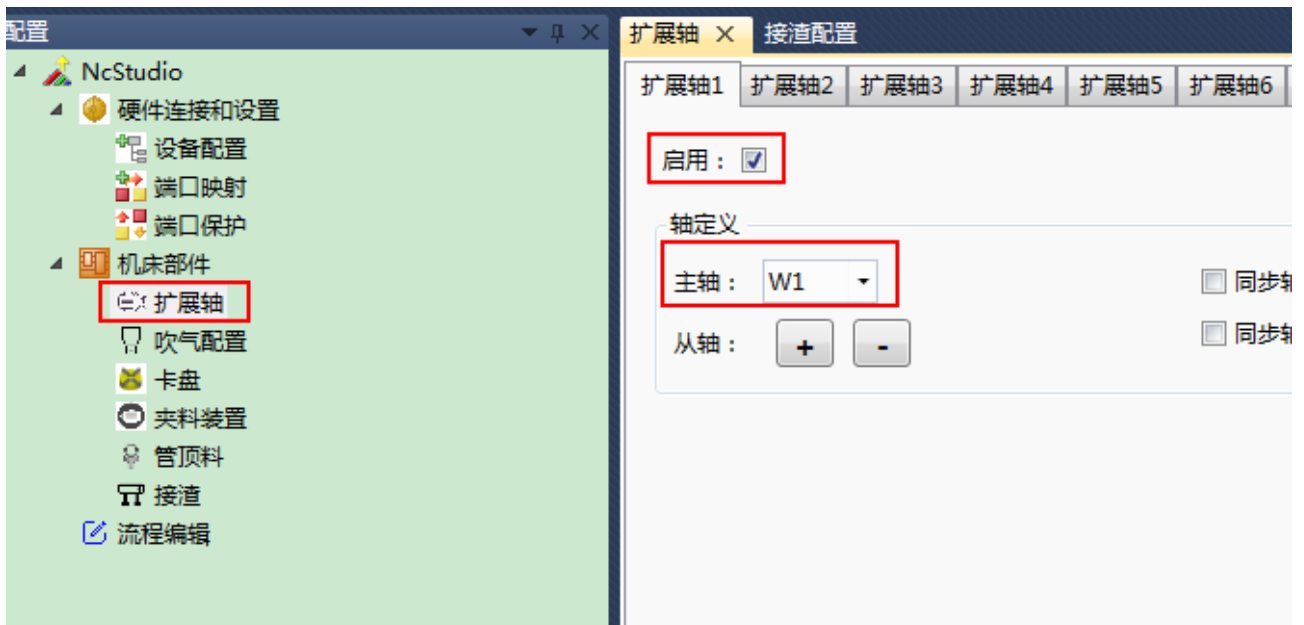 配置
NcStudio
硬件连接和设置
设备配置
端口映射
端口保护
机床部件
扩展轴
吹气配置
卡盘
夹料装置
管顶料
接渣
流程编辑
扩展轴 接渣配置
扩展轴1 扩展轴2 扩展轴3 扩展轴4 扩展轴5 扩展轴6
启用：
轴定义
主轴： W1 同步
从轴： + - 同步